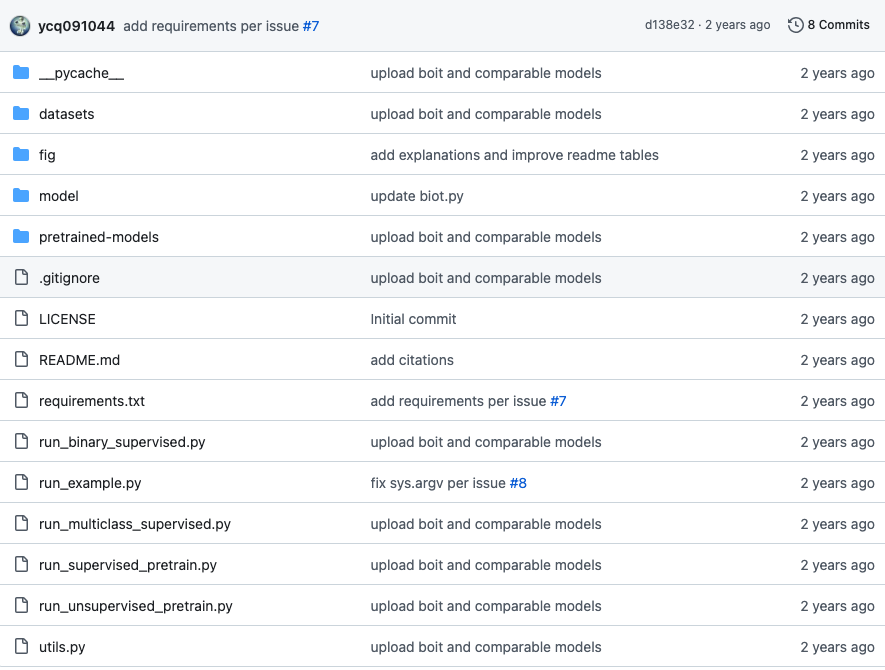 ycq091044 add requirements per issue #7 d138e32 · 2 years ago 8 Commits
__pycache__ upload boit and comparable models 2 years ago
datasets upload boit and comparable models 2 years ago
fig add explanations and improve readme tables 2 years ago
model update biot.py 2 years ago
pretrained-models upload boit and comparable models 2 years ago
.gitignore upload boit and comparable models 2 years ago
LICENSE Initial commit 2 years ago
README.md add citations 2 years ago
requirements.txt add requirements per issue #7 2 years ago
run_binary_supervised.py upload boit and comparable models 2 years ago
run_example.py fix sys.argv per issue #8 2 years ago
run_multiclass_supervised.py upload boit and comparable models 2 years ago
run_supervised_pretrain.py upload boit and comparable models 2 years ago
run_unsupervised_pretrain.py upload boit and comparable models 2 years ago
utils.py upload boit and comparable models 2 years ago